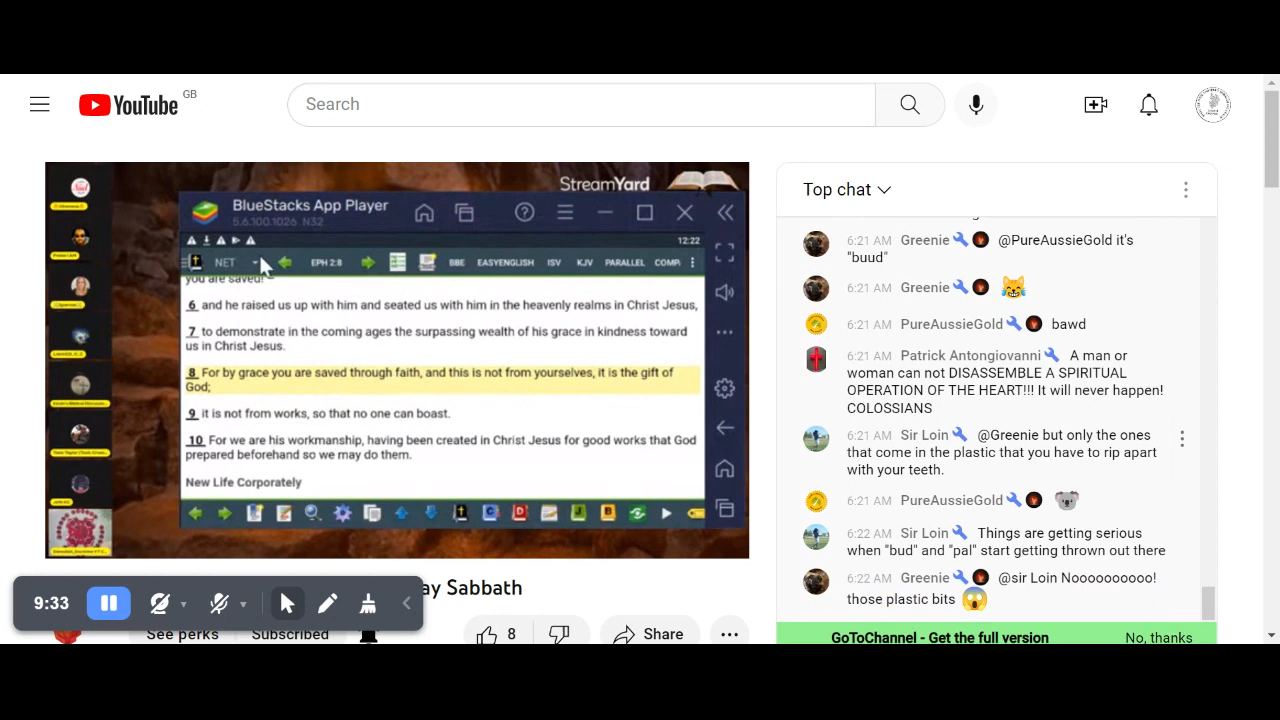 YouTube
GB
Search
StreamYard
BlueStacks App Player
5.6.100.1026 N32
12:22
NET
EPH 2:8
BBE
EASYENGLISH
ISV
KJV
PARALLEL
COMP
you are saved! –
6 and he raised us up with him and seated us with him in the heavenly realms in Christ Jesus,
7 to demonstrate in the coming ages the surpassing wealth of his grace in kindness toward
us in Christ Jesus.
8 For by grace you are saved through faith, and this is not from yourselves, it is the gift of
God;
9 it is not from works, so that no one can boast.
10 For we are his workmanship, having been created in Christ Jesus for good works that God
prepared beforehand so we may do them.
New Life Corporately
ay Sabbath
9:33
See perks
Subscribed
8
Share
Top chat
6:21 AM Greenie @PureAussieGold it's
"buud"
6:21 AM Greenie
6:21 AM PureAussieGold bawd
6:21 AM Patrick Antongiovanni A man or
woman can not DISASSEMBLE A SPIRITUAL
OPERATION OF THE HEART!!! It will never happen!
COLOSSIANS
6:21 AM Sir Loin @Greenie but only the ones
that come in the plastic that you have to rip apart
with your teeth.
6:21 AM PureAussieGold
6:22 AM Sir Loin Things are getting serious
when "bud" and "pal" start getting thrown out there
6:22 AM Greenie @sir Loin Noooooooooo!
those plastic bits
GoToChannel - Get the full version
No, thanks